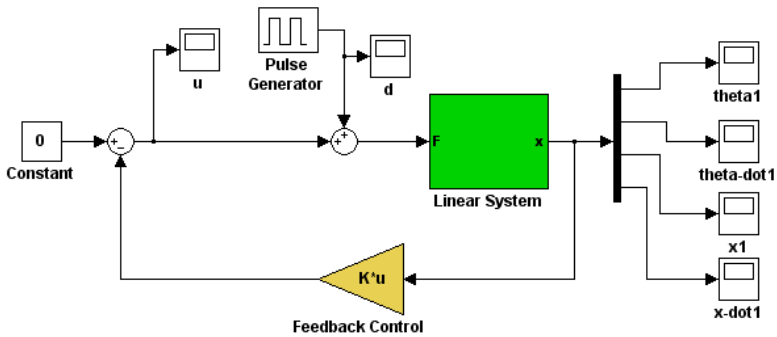 Pulse
Generator
u
d
theta1
0
Constant
F
x
Linear System
theta-dot1
x1
K*u
Feedback Control
x-dot1